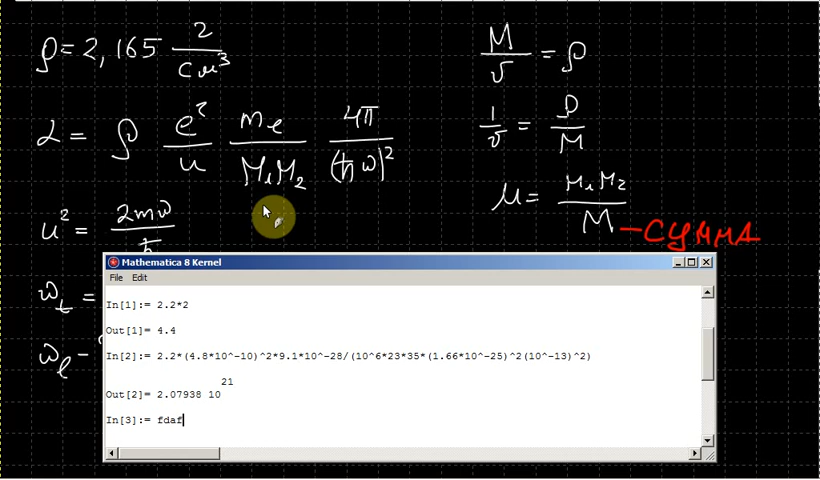 ρ = 2,165 г/см³
M/v = ρ
α = ρ e²/u mₑ/M₁M₂ 4π/(ħω)²
1/v = ρ/M
μ = M₁M₂/M — СУММА
u² = 2mω/ħ
ωₜ =
ωₗ -
Mathematica 8 Kernel
File Edit
In[1]:= 2.2*2
Out[1]= 4.4
In[2]:= 2.2*(4.8*10^-10)^2*9.1*10^-28/(10^6*23*35*(1.66*10^-25)^2(10^-13)^2)
21
Out[2]= 2.07938 10
In[3]:= fdaf